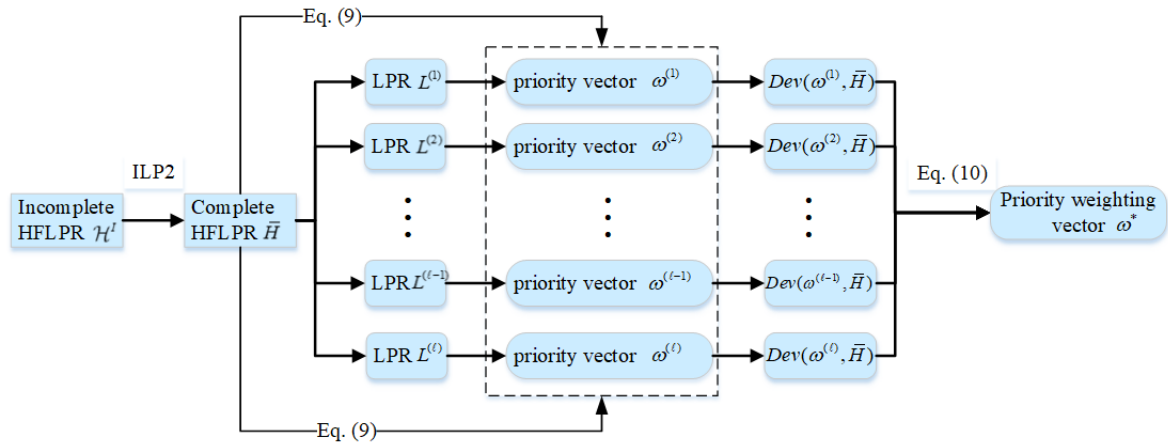 Eq. (9)
LPR L⁽¹⁾
priority vector ω⁽¹⁾
Dev(ω⁽¹⁾, H̄)
LPR L⁽²⁾
priority vector ω⁽²⁾
Dev(ω⁽²⁾, H̄)
ILP2
Eq. (10)
Incomplete
HFLPR ℋᴵ
Complete
HFLPR H̄
Priority weighting
vector ω*
LPR L⁽ℓ⁻¹⁾
priority vector ω⁽ℓ⁻¹⁾
Dev(ω⁽ℓ⁻¹⁾, H̄)
LPR L⁽ℓ⁾
priority vector ω⁽ℓ⁾
Dev(ω⁽ℓ⁾, H̄)
Eq. (9)